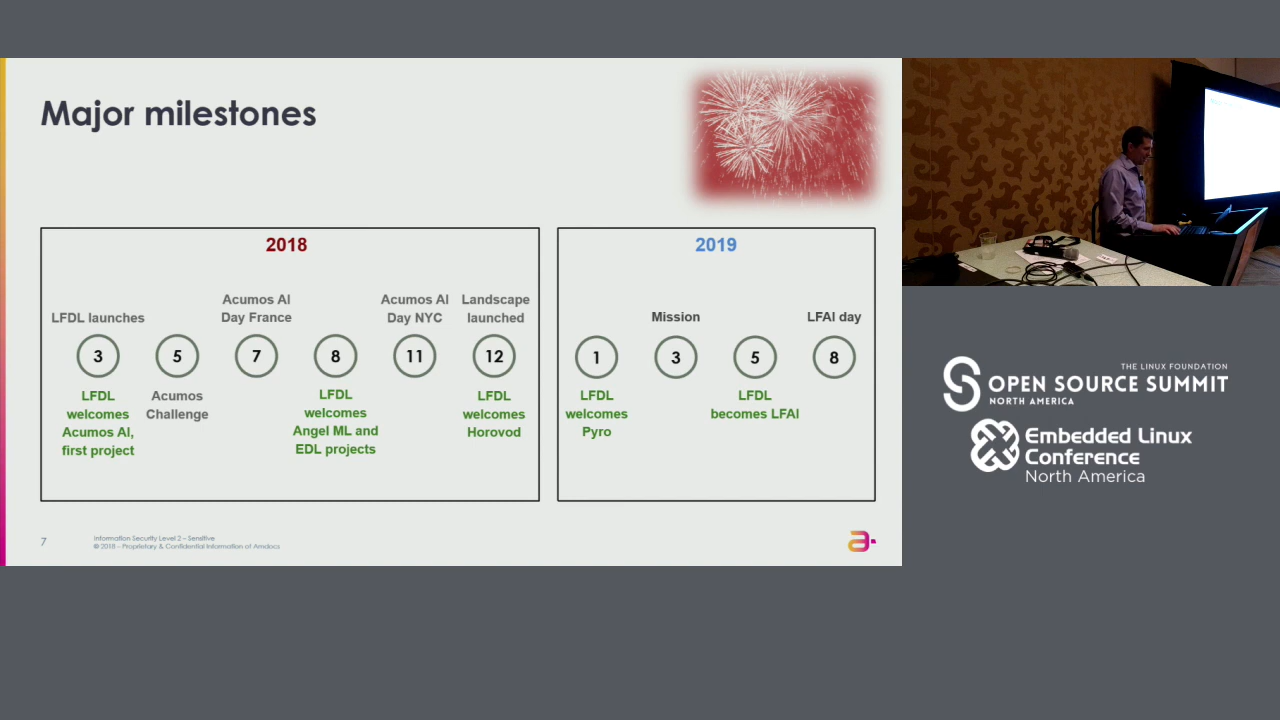 Major milestones
2018
LFDL launches
Acumos AI
Day France
Acumos AI
Day NYC
Landscape
launched
3
5
7
8
11
12
LFDL
welcomes
Acumos AI,
first project
Acumos
Challenge
LFDL
welcomes
Angel ML and
EDL projects
LFDL
welcomes
Horovod
2019
Mission
LFAI day
1
3
5
8
LFDL
welcomes
Pyro
LFDL
becomes LFAI
7
Information Security Level 2 – Sensitive
© 2018 – Proprietary & Confidential Information of Amdocs
a
THE LINUX FOUNDATION
OPEN SOURCE SUMMIT
NORTH AMERICA
Embedded Linux
Conference
North America